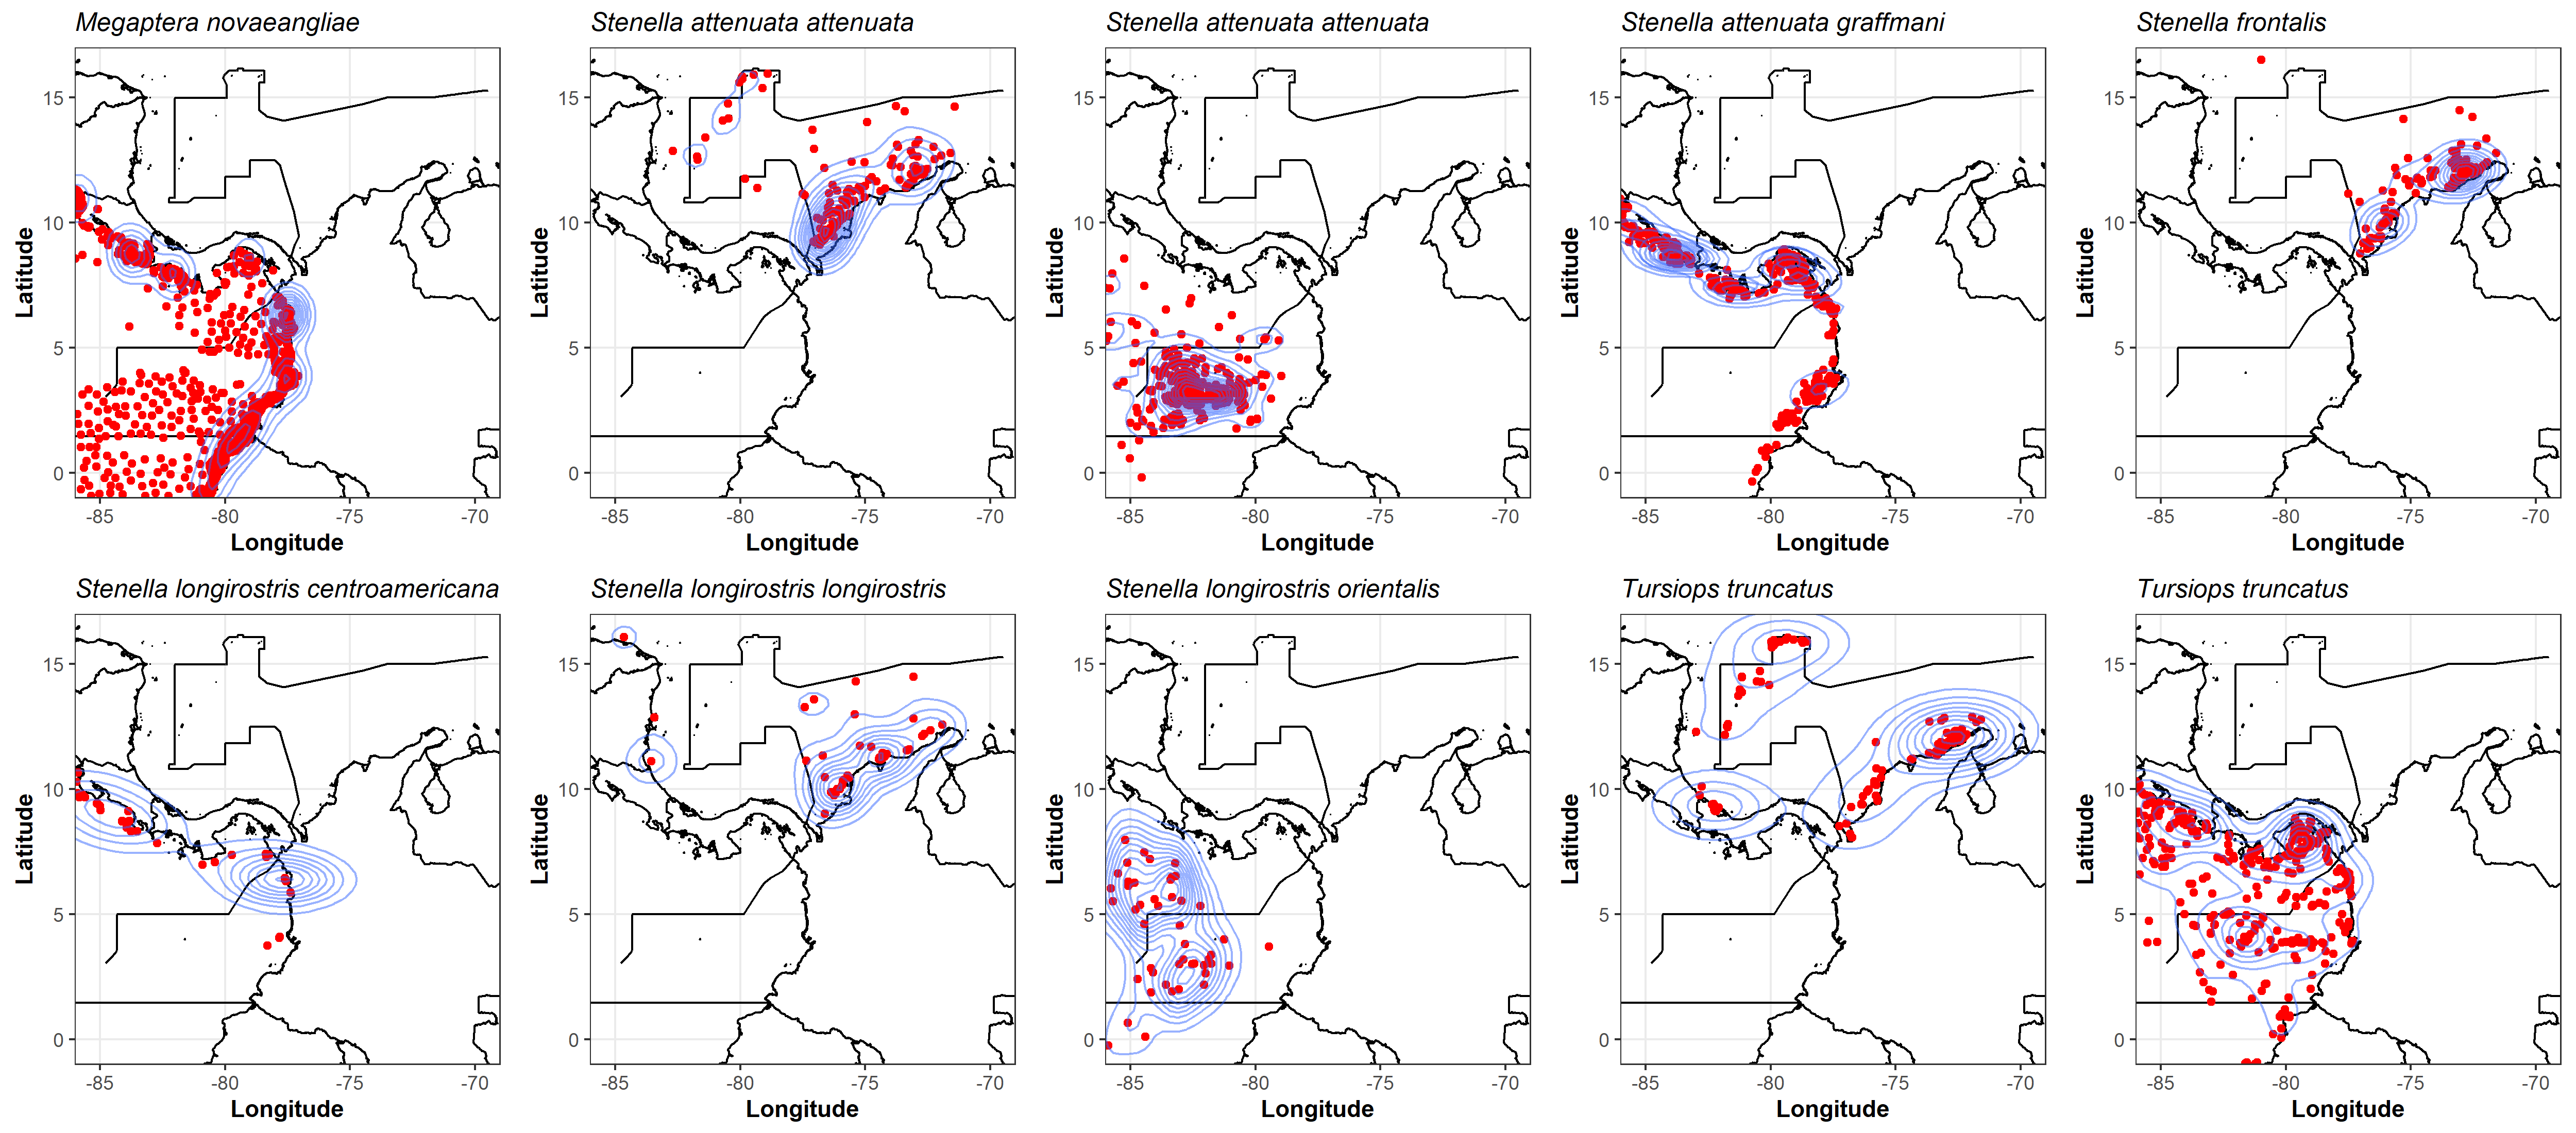 Megaptera novaeangliae
Stenella attenuata attenuata
Stenella attenuata attenuata
Stenella attenuata graffmani
Stenella frontalis
Latitude
15
10
5
0
-85 -80 -75 -70
Longitude
Latitude
15
10
5
0
-85 -80 -75 -70
Longitude
Latitude
15
10
5
0
-85 -80 -75 -70
Longitude
Latitude
15
10
5
0
-85 -80 -75 -70
Longitude
Latitude
15
10
5
0
-85 -80 -75 -70
Longitude
Stenella longirostris centroamericana
Stenella longirostris longirostris
Stenella longirostris orientalis
Tursiops truncatus
Tursiops truncatus
Latitude
15
10
5
0
-85 -80 -75 -70
Longitude
Latitude
15
10
5
0
-85 -80 -75 -70
Longitude
Latitude
15
10
5
0
-85 -80 -75 -70
Longitude
Latitude
15
10
5
0
-85 -80 -75 -70
Longitude
Latitude
15
10
5
0
-85 -80 -75 -70
Longitude